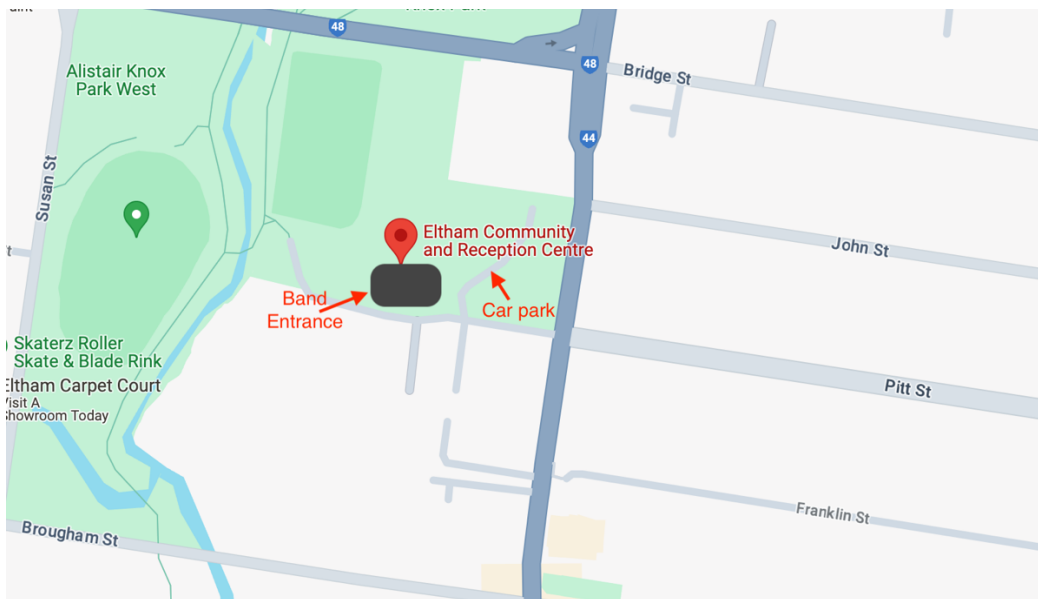 48
Alistair Knox
Park West
48
Bridge St
44
Susan St
John St
Eltham Community
and Reception Centre
Band
Entrance
Car park
Skaterz Roller
Skate & Blade Rink
Eltham Carpet Court
Visit A
Showroom Today
Pitt St
Franklin St
Brougham St